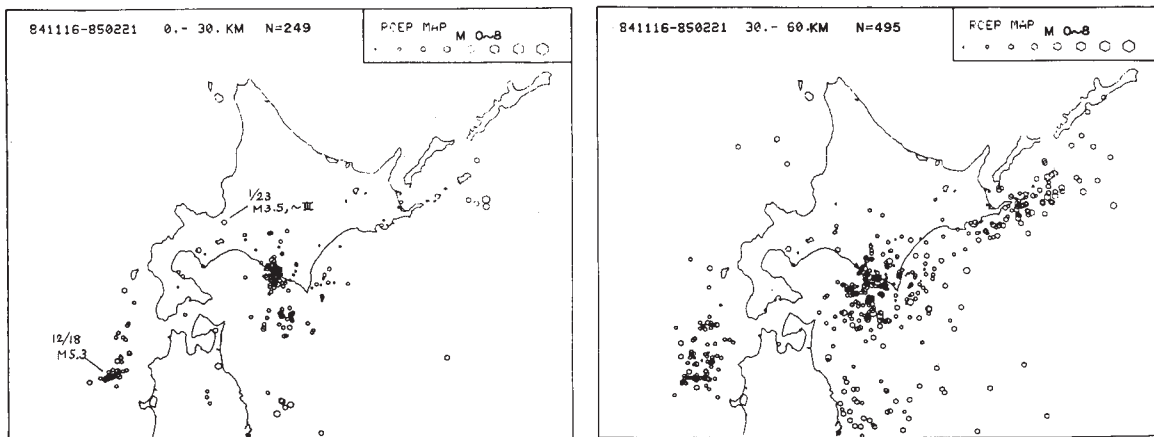 841116-850221 0.- 30. KM N=249
RCEP MAP M 0~8
1/23
M3.5, ~Ⅲ
12/18
M5.3
841116-850221 30.- 60. KM N=495
RCEP MAP M 0~8